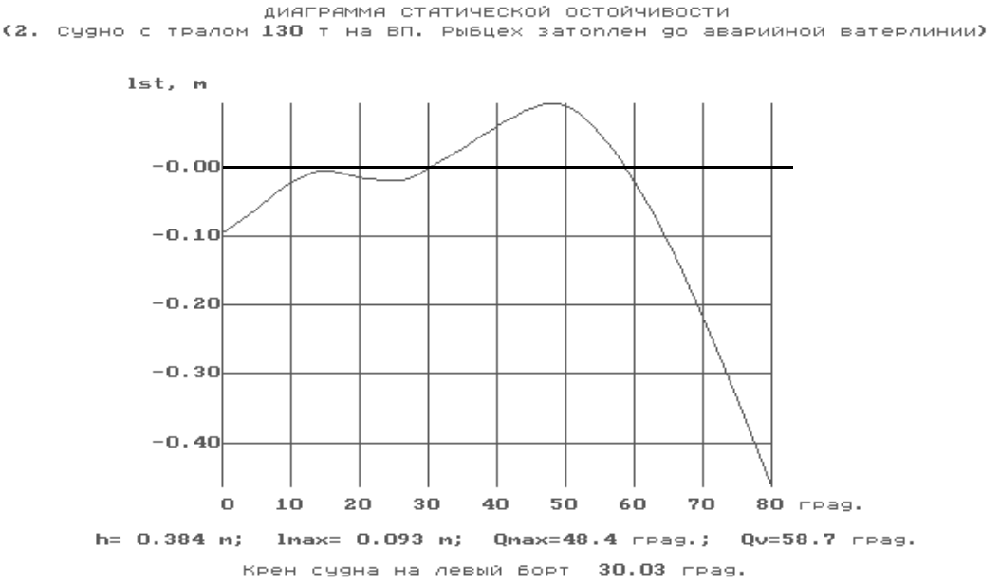 ДИАГРАММА СТАТИЧЕСКОЙ ОСТОЙЧИВОСТИ
(2. Судно с тралом 130 т на ВП. Рыбцех затоплен до аварийной ватерлинии)
lst, м
-0.00
-0.10
-0.20
-0.30
-0.40
0 10 20 30 40 50 60 70 80 град.
h= 0.384 м; lmax= 0.093 м; Qmax=48.4 град.; Qv=58.7 град.
Крен судна на левый борт 30.03 град.